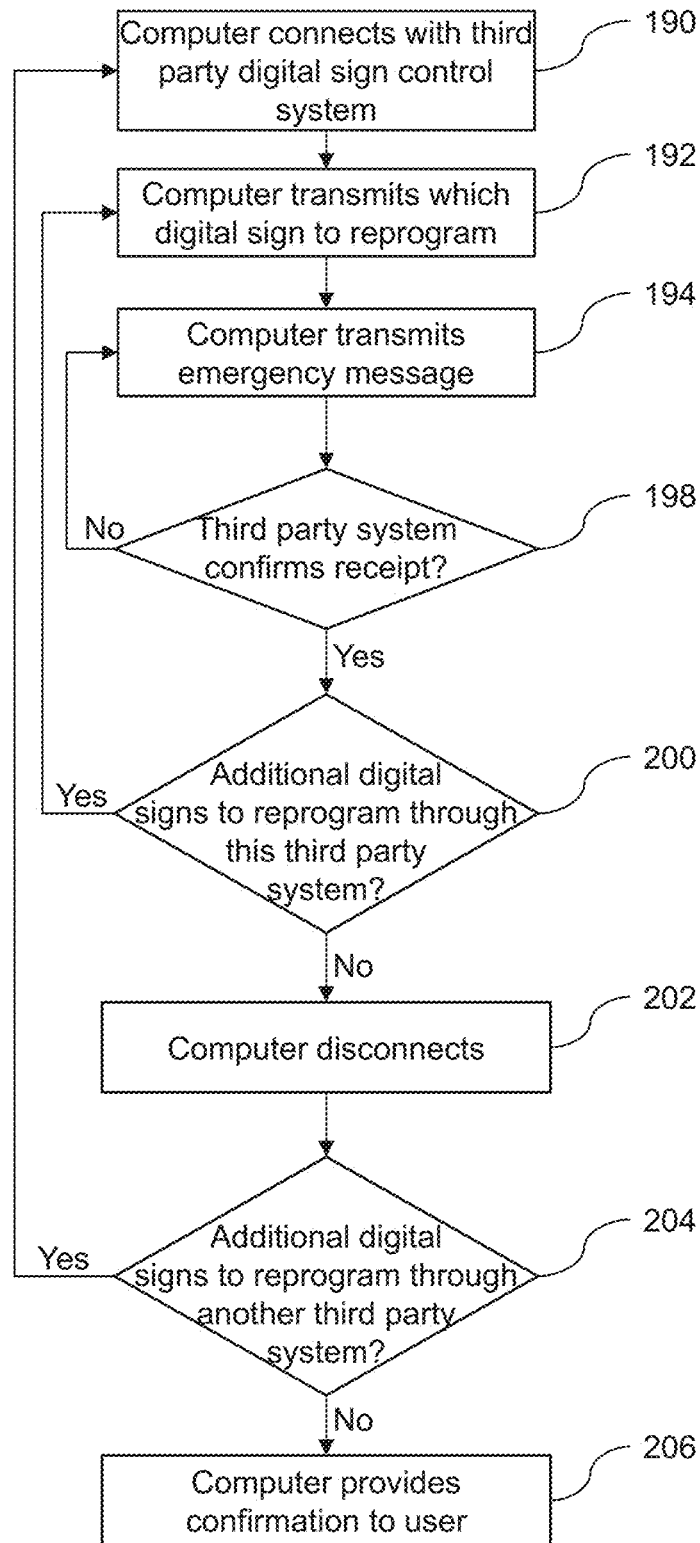 Computer connects with third
party digital sign control
system
190
Computer transmits which
digital sign to reprogram
192
Computer transmits
emergency message
194
Third party system
confirms receipt?
198
No
Yes
Additional digital
signs to reprogram through
this third party
system?
200
Yes
No
Computer disconnects
202
Additional digital
signs to reprogram through
another third party
system?
204
Yes
No
Computer provides
confirmation to user
206